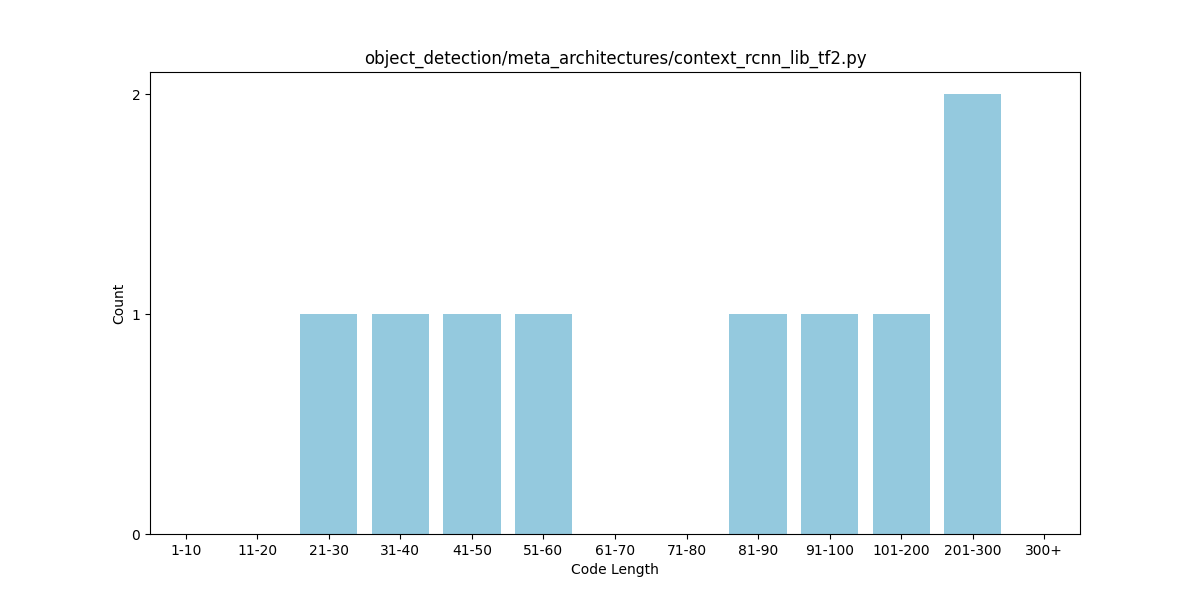 object_detection/meta_architectures/context_rcnn_lib_tf2.py
2
1
0
Count
1-10 11-20 21-30 31-40 41-50 51-60 61-70 71-80 81-90 91-100 101-200 201-300 300+
Code Length